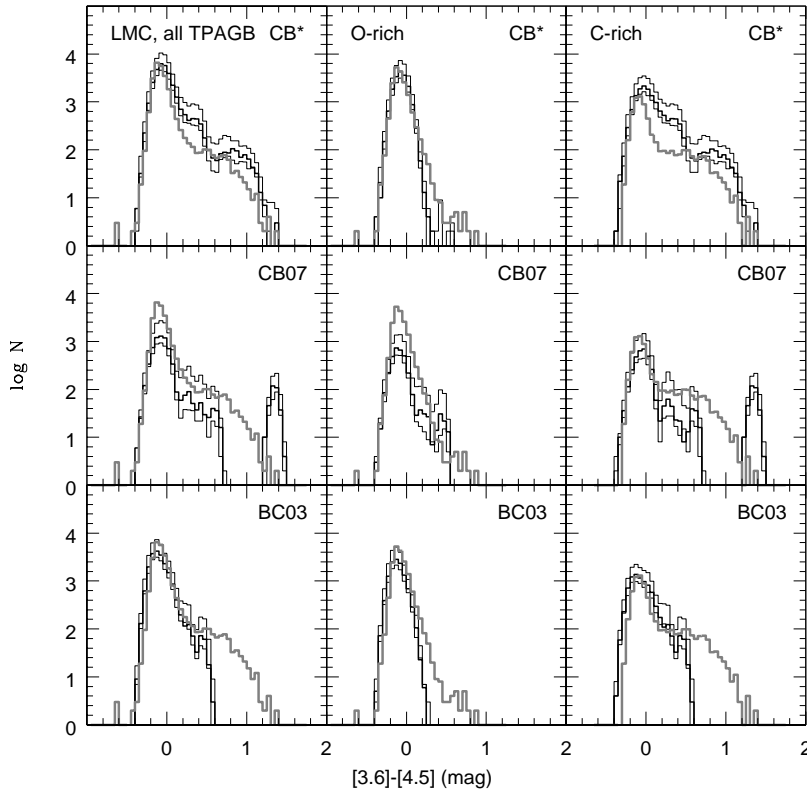 LMC, all TPAGB CB*
O-rich CB*
C-rich CB*
4
3
2
1
0
CB07
CB07
CB07
4
3
2
1
0
log N
BC03
BC03
BC03
4
3
2
1
0
0 1 2 0 1 2 0 1 2
[3.6]-[4.5] (mag)